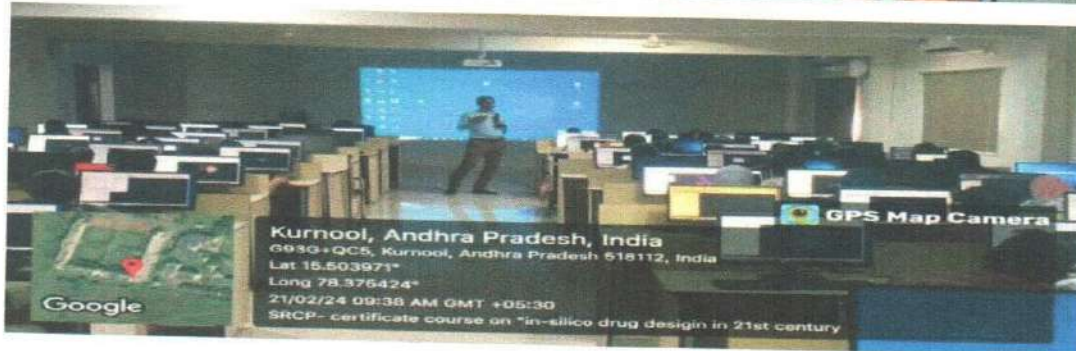 GPS Map Camera
Kurnool, Andhra Pradesh, India
G93G+QC5, Kurnool, Andhra Pradesh 518112, India
Lat 15.503971°
Long 78.376424°
21/02/24 09:38 AM GMT +05:30
SRCP- certificate course on "in-silico drug desigin in 21st century
Google